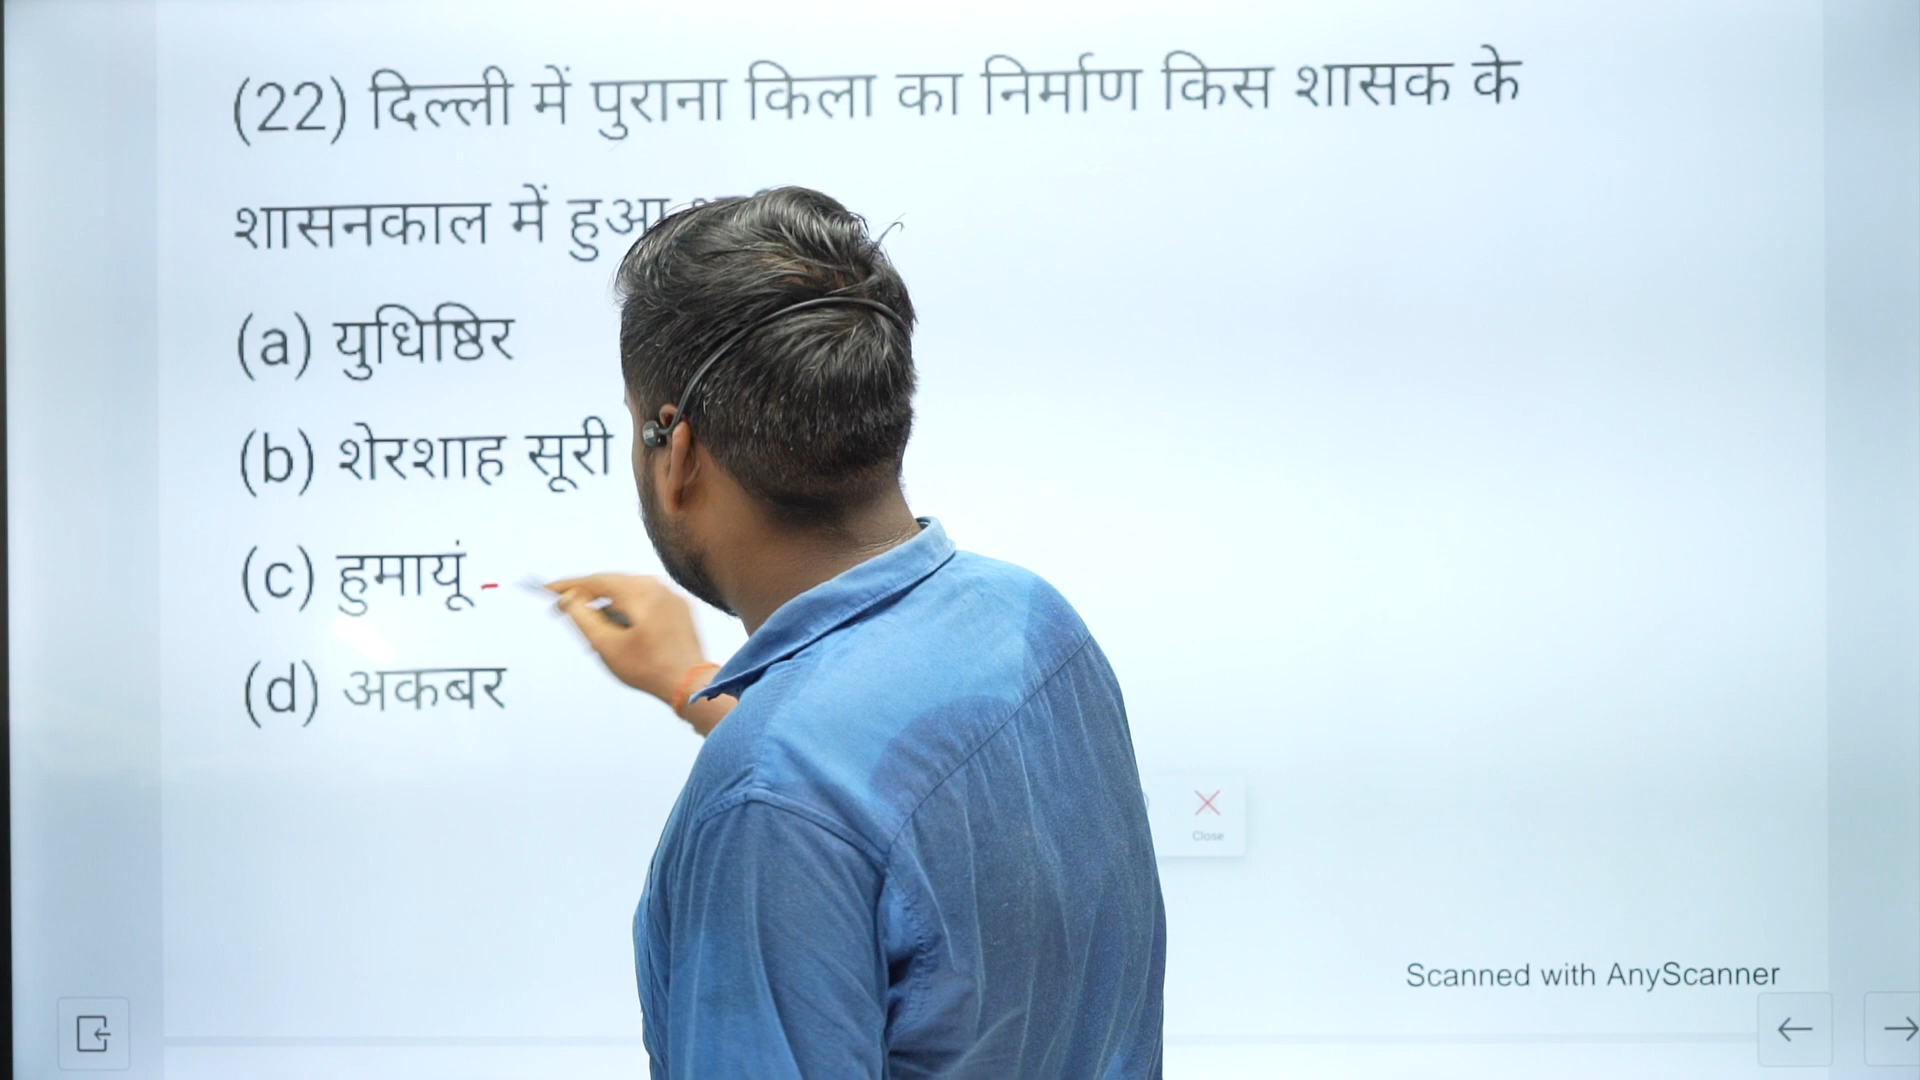 (22) दिल्ली में पुराना किला का निर्माण किस शासक के
शासनकाल में हुआ
(a) युधिष्ठिर
(b) शेरशाह सूरी
(c) हुमायूं -
(d) अकबर
Close
Scanned with AnyScanner